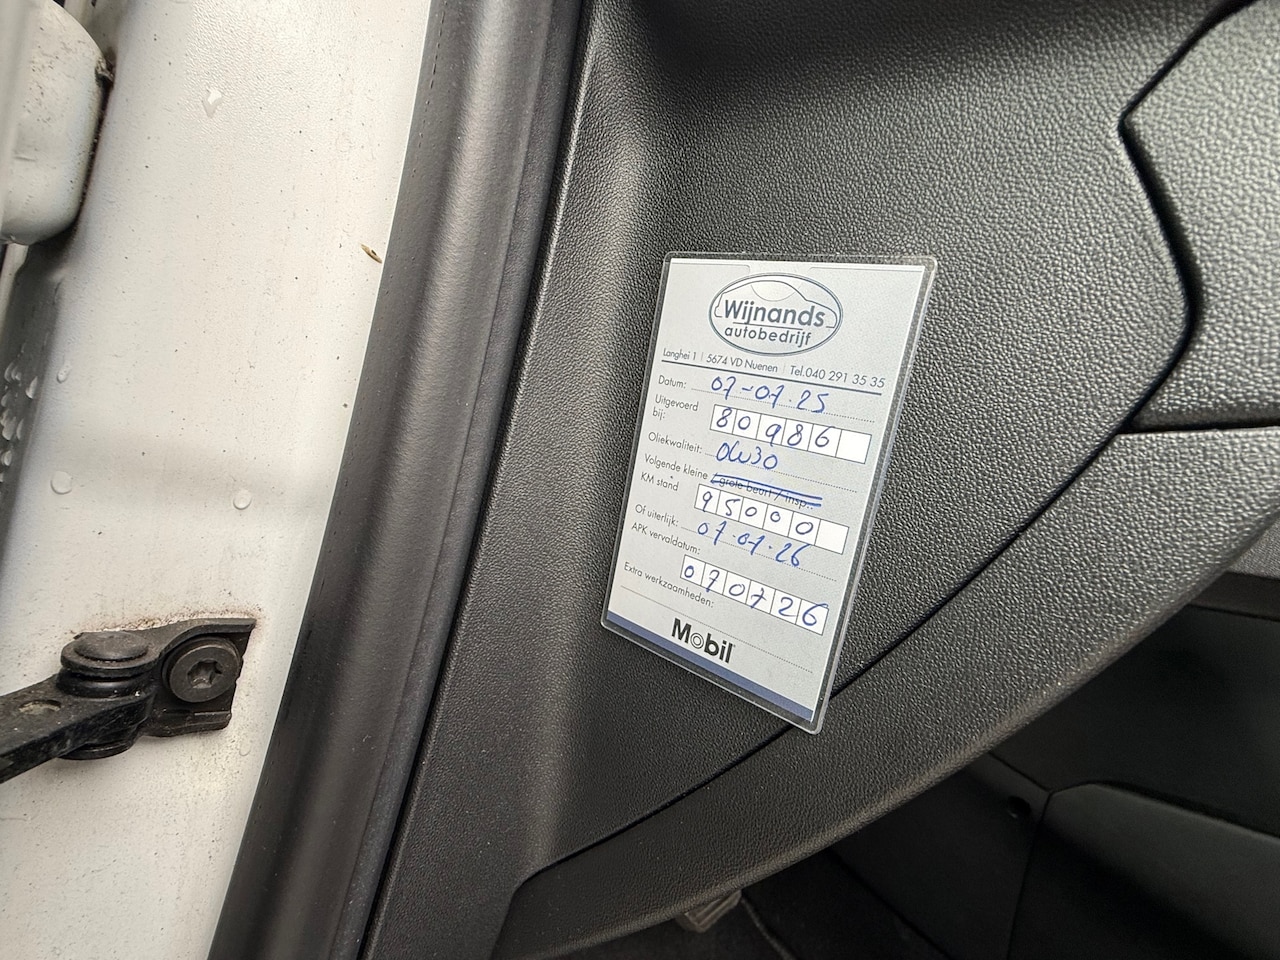 Wijnands
autobedrijf
Langhei 1 | 5674 VD Nuenen | Tel. 040 291 35 35
Datum: 07-07.25
Uitgevoerd bij: 80986
Oliekwaliteit: 0W30
Volgende kleine / grote beurt / insp.:
KM stand 95000
Of uiterlijk: 07.07.26
APK vervaldatum: 070726
Extra werkzaamheden:
Mobil